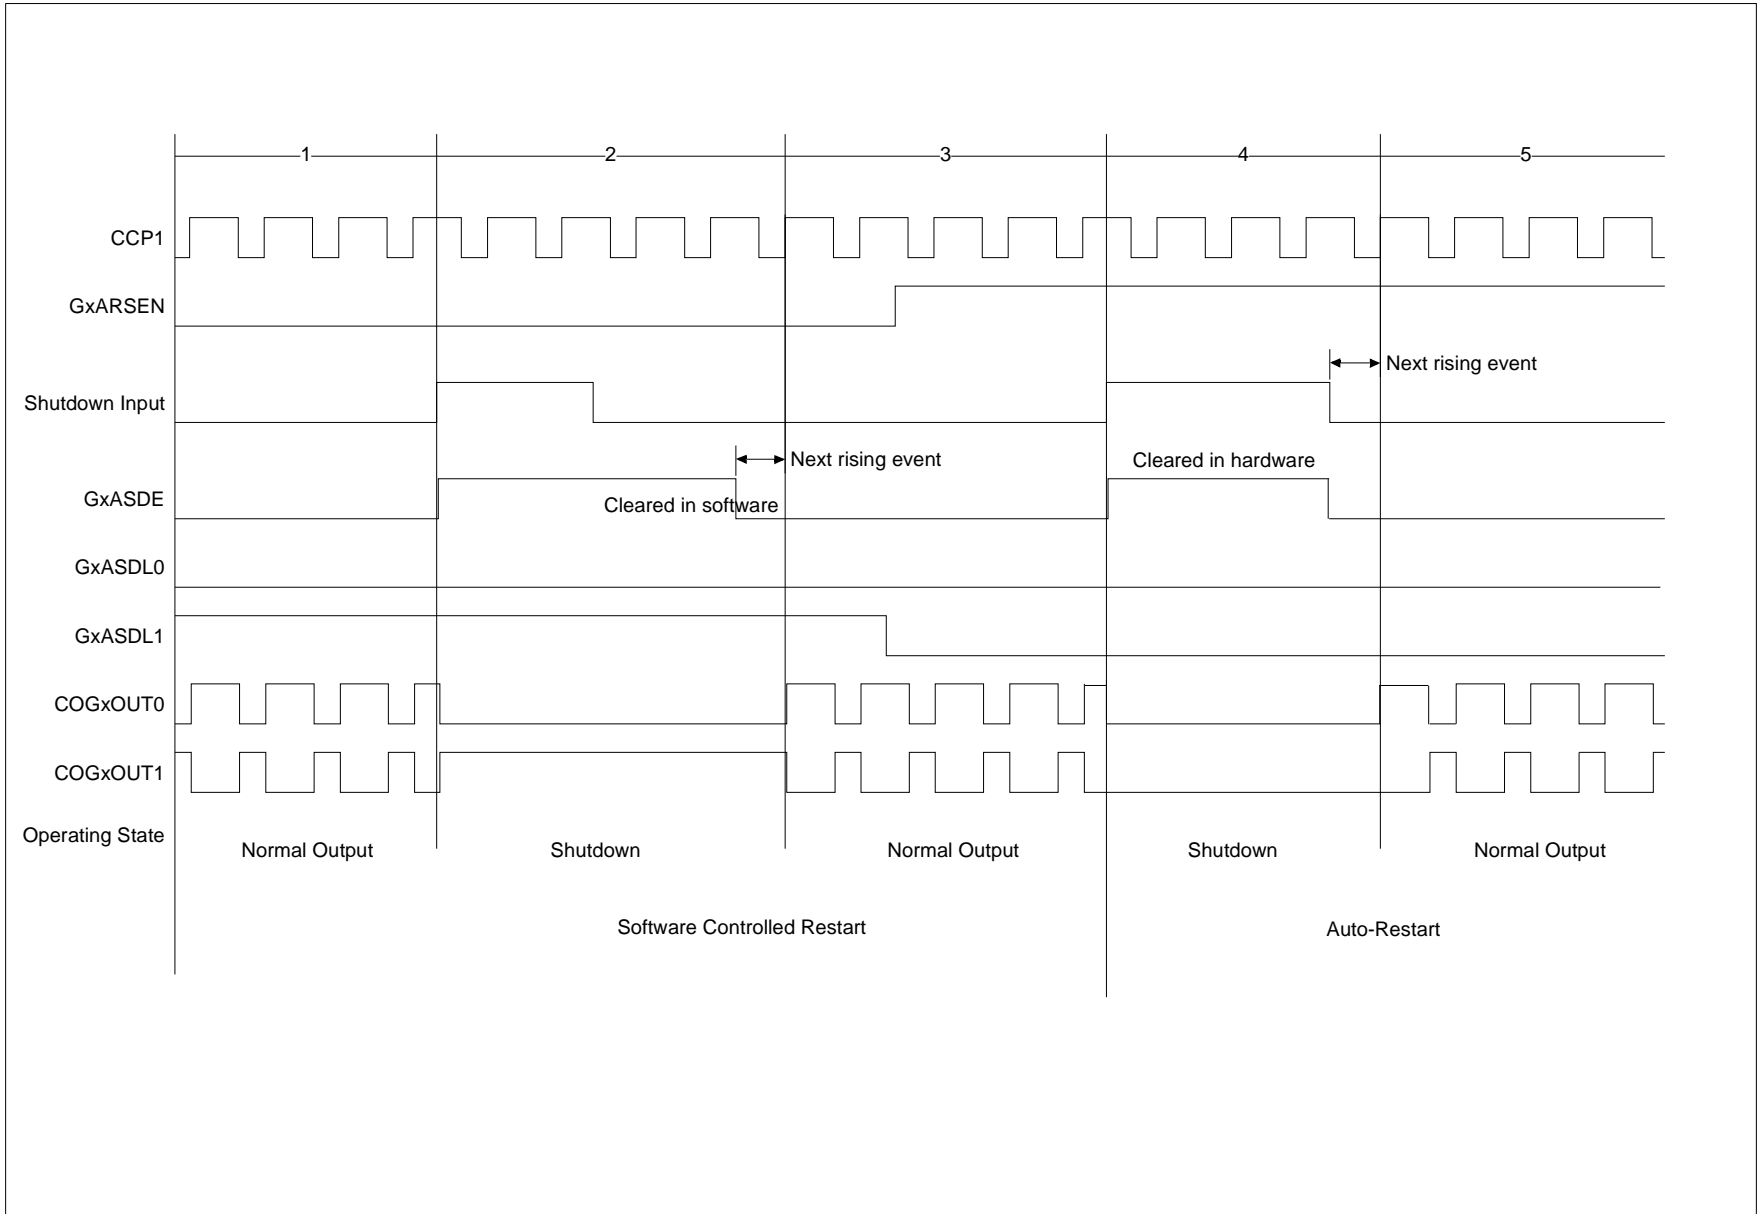 1 2 3 4 5
CCP1
GxARSEN
Next rising event
Shutdown Input
Next rising event
Cleared in hardware
GxASDE
Cleared in software
GxASDL0
GxASDL1
COGxOUT0
COGxOUT1
Operating State
Normal Output Shutdown Normal Output Shutdown Normal Output
Software Controlled Restart
Auto-Restart